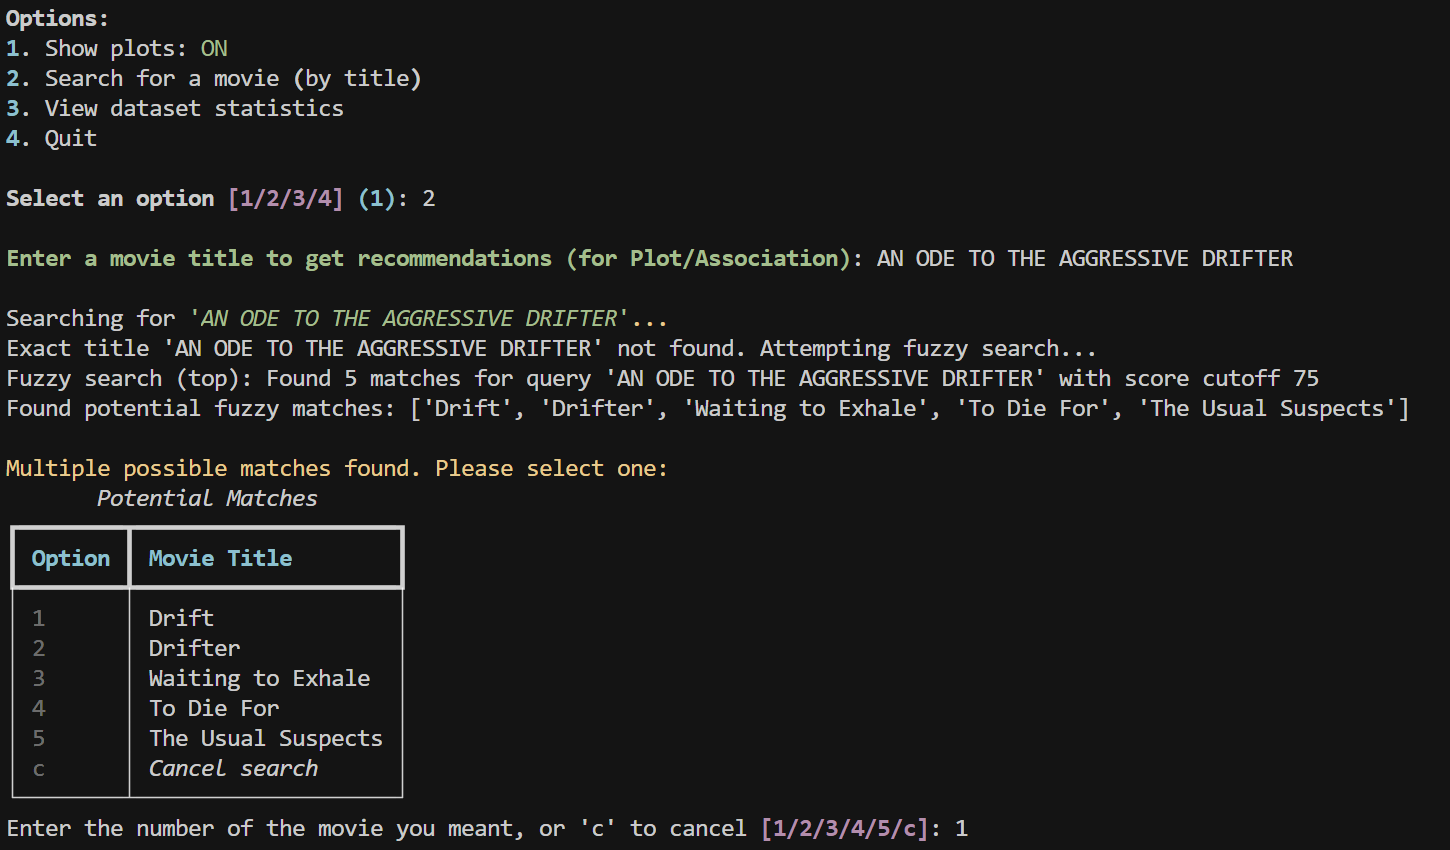 Options:
1. Show plots: ON
2. Search for a movie (by title)
3. View dataset statistics
4. Quit
Select an option [1/2/3/4] (1): 2
Enter a movie title to get recommendations (for Plot/Association): AN ODE TO THE AGGRESSIVE DRIFTER
Searching for 'AN ODE TO THE AGGRESSIVE DRIFTER'...
Exact title 'AN ODE TO THE AGGRESSIVE DRIFTER' not found. Attempting fuzzy search...
Fuzzy search (top): Found 5 matches for query 'AN ODE TO THE AGGRESSIVE DRIFTER' with score cutoff 75
Found potential fuzzy matches: ['Drift', 'Drifter', 'Waiting to Exhale', 'To Die For', 'The Usual Suspects']
Multiple possible matches found. Please select one:
Potential Matches
Option Movie Title
1 Drift
2 Drifter
3 Waiting to Exhale
4 To Die For
5 The Usual Suspects
c Cancel search
Enter the number of the movie you meant, or 'c' to cancel [1/2/3/4/5/c]: 1